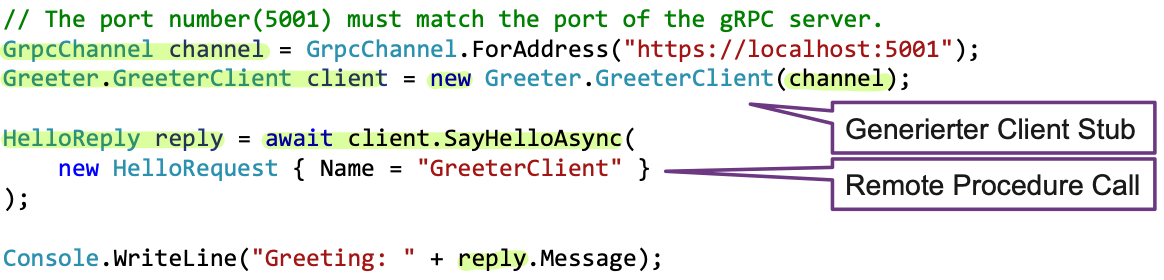 // The port number(5001) must match the port of the gRPC server.
GrpcChannel channel = GrpcChannel.ForAddress("https://localhost:5001");
Greeter.GreeterClient client = new Greeter.GreeterClient(channel);
Generierter Client Stub
HelloReply reply = await client.SayHelloAsync(
    new HelloRequest { Name = "GreeterClient" }
Remote Procedure Call
);
Console.WriteLine("Greeting: " + reply.Message);